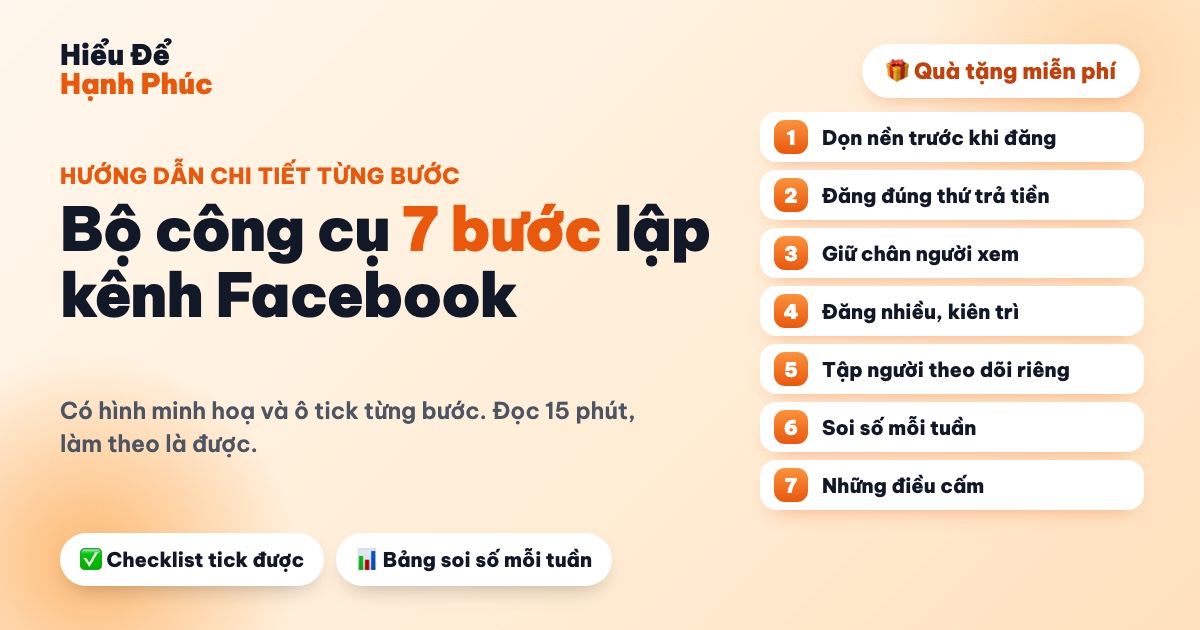 Hiểu Để
Hạnh Phúc
HƯỚNG DẪN CHI TIẾT TỪNG BƯỚC
Bộ công cụ 7 bước lập
kênh Facebook
Có hình minh hoạ và ô tick từng bước. Đọc 15 phút,
làm theo là được.
✅ Checklist tick được
📊 Bảng soi số mỗi tuần
🎁 Quà tặng miễn phí
1 Dọn nền trước khi đăng
2 Đăng đúng thứ trả tiền
3 Giữ chân người xem
4 Đăng nhiều, kiên trì
5 Tập người theo dõi riêng
6 Soi số mỗi tuần
7 Những điều cấm